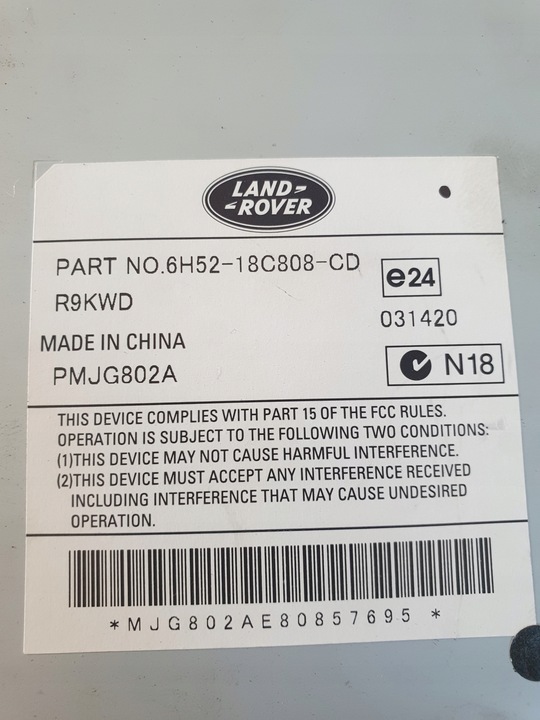 LAND-
-ROVER
PART NO.6H52-18C808-CD
e24
R9KWD
031420
MADE IN CHINA
N18
PMJG802A
THIS DEVICE COMPLIES WITH PART 15 OF THE FCC RULES.
OPERATION IS SUBJECT TO THE FOLLOWING TWO CONDITIONS:
(1)THIS DEVICE MAY NOT CAUSE HARMFUL INTERFERENCE.
(2)THIS DEVICE MUST ACCEPT ANY INTERFERENCE RECEIVED
INCLUDING INTERFERENCE THAT MAY CAUSE UNDESIRED
OPERATION.
*MJG802AE80857695*